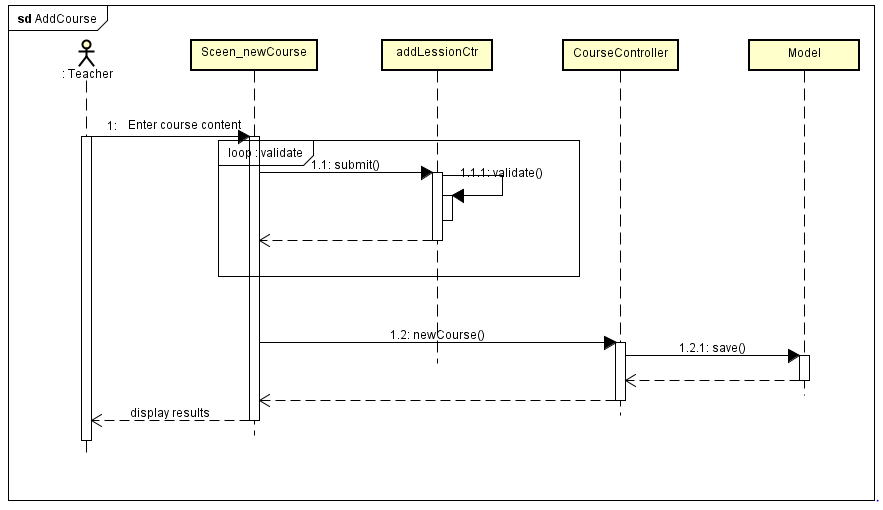 sd AddCourse
: Teacher
Sceen_newCourse
addLessionCtr
CourseController
Model
1: Enter course content
loop : validate
1.1: submit()
1.1.1: validate()
1.2: newCourse()
1.2.1: save()
display results